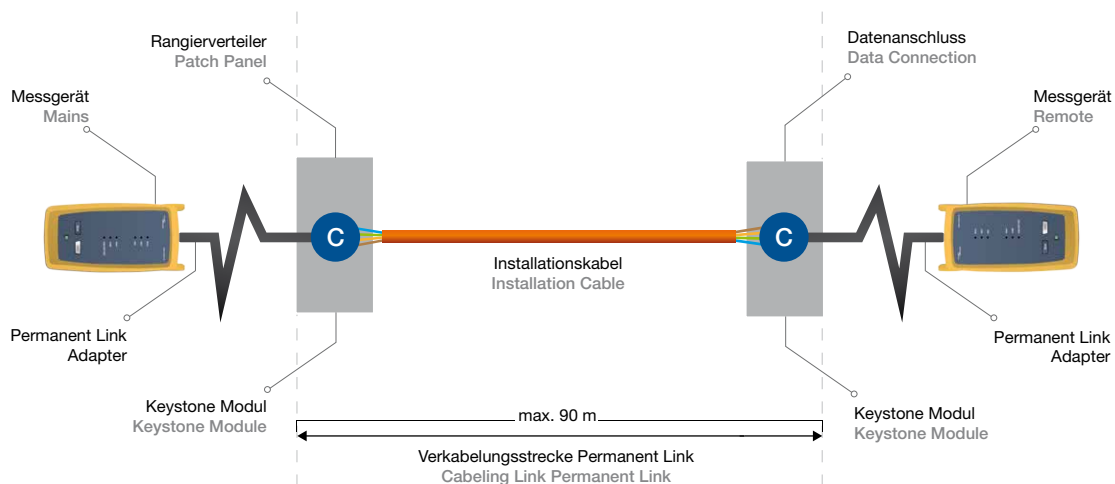 Rangierverteiler
Patch Panel
Datenanschluss
Data Connection
Messgerät
Mains
Messgerät
Remote
C
C
Installationskabel
Installation Cable
Permanent Link
Adapter
Permanent Link
Adapter
Keystone Modul
Keystone Module
max. 90 m
Keystone Modul
Keystone Module
Verkabelungsstrecke Permanent Link
Cabeling Link Permanent Link